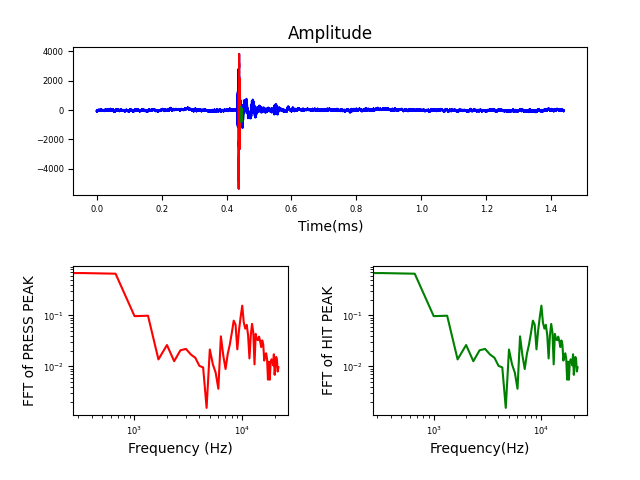 Amplitude
4000
2000
0
−2000
−4000
0.0 0.2 0.4 0.6 0.8 1.0 1.2 1.4
Time(ms)
FFT of PRESS PEAK
10⁻¹
10⁻²
10³ 10⁴
Frequency (Hz)
FFT of HIT PEAK
10⁻¹
10⁻²
10³ 10⁴
Frequency(Hz)